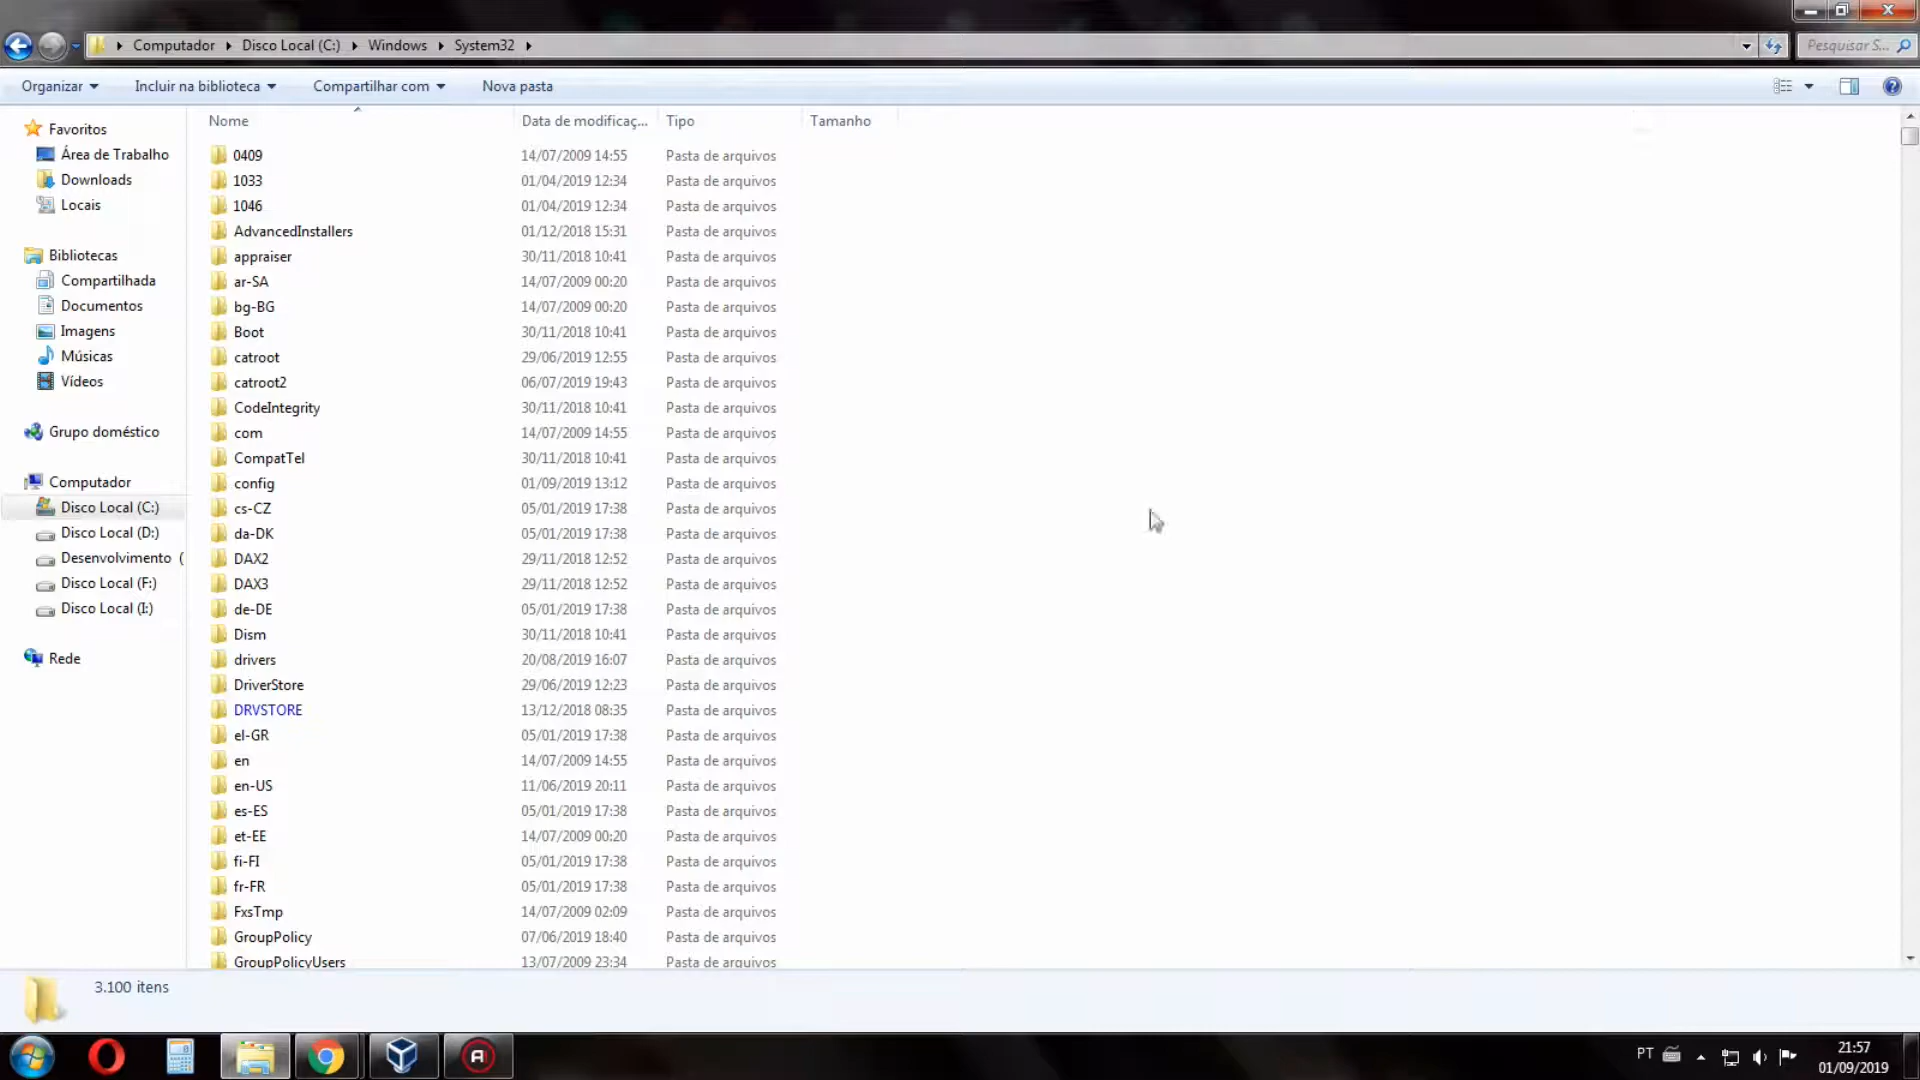 Computador Disco Local (C:) Windows System32
Pesquisar S...
Organizar Incluir na biblioteca Compartilhar com Nova pasta
Favoritos
Área de Trabalho
Downloads
Locais
Bibliotecas
Compartilhada
Documentos
Imagens
Músicas
Vídeos
Grupo doméstico
Computador
Disco Local (C:)
Disco Local (D:)
Desenvolvimento (
Disco Local (F:)
Disco Local (I:)
Rede
Nome Data de modificaç... Tipo Tamanho
0409 14/07/2009 14:55 Pasta de arquivos
1033 01/04/2019 12:34 Pasta de arquivos
1046 01/04/2019 12:34 Pasta de arquivos
AdvancedInstallers 01/12/2018 15:31 Pasta de arquivos
appraiser 30/11/2018 10:41 Pasta de arquivos
ar-SA 14/07/2009 00:20 Pasta de arquivos
bg-BG 14/07/2009 00:20 Pasta de arquivos
Boot 30/11/2018 10:41 Pasta de arquivos
catroot 29/06/2019 12:55 Pasta de arquivos
catroot2 06/07/2019 19:43 Pasta de arquivos
CodeIntegrity 30/11/2018 10:41 Pasta de arquivos
com 14/07/2009 14:55 Pasta de arquivos
CompatTel 30/11/2018 10:41 Pasta de arquivos
config 01/09/2019 13:12 Pasta de arquivos
cs-CZ 05/01/2019 17:38 Pasta de arquivos
da-DK 05/01/2019 17:38 Pasta de arquivos
DAX2 29/11/2018 12:52 Pasta de arquivos
DAX3 29/11/2018 12:52 Pasta de arquivos
de-DE 05/01/2019 17:38 Pasta de arquivos
Dism 30/11/2018 10:41 Pasta de arquivos
drivers 20/08/2019 16:07 Pasta de arquivos
DriverStore 29/06/2019 12:23 Pasta de arquivos
DRVSTORE 13/12/2018 08:35 Pasta de arquivos
el-GR 05/01/2019 17:38 Pasta de arquivos
en 14/07/2009 14:55 Pasta de arquivos
en-US 11/06/2019 20:11 Pasta de arquivos
es-ES 05/01/2019 17:38 Pasta de arquivos
et-EE 14/07/2009 00:20 Pasta de arquivos
fi-FI 05/01/2019 17:38 Pasta de arquivos
fr-FR 05/01/2019 17:38 Pasta de arquivos
FxsTmp 14/07/2009 02:09 Pasta de arquivos
GroupPolicy 07/06/2019 18:40 Pasta de arquivos
GroupPolicyUsers 13/07/2009 23:34 Pasta de arquivos
3.100 itens
PT
21:57
01/09/2019